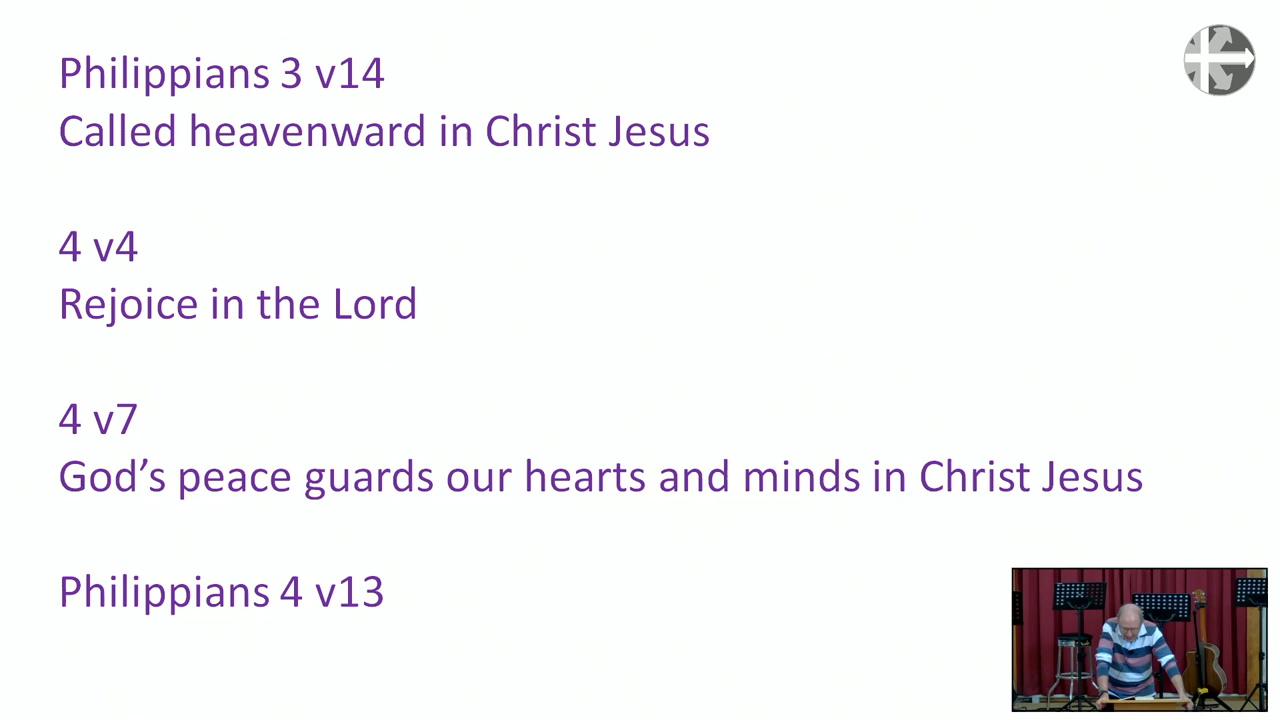 Philippians 3 v14
Called heavenward in Christ Jesus
4 v4
Rejoice in the Lord
4 v7
God’s peace guards our hearts and minds in Christ Jesus
Philippians 4 v13